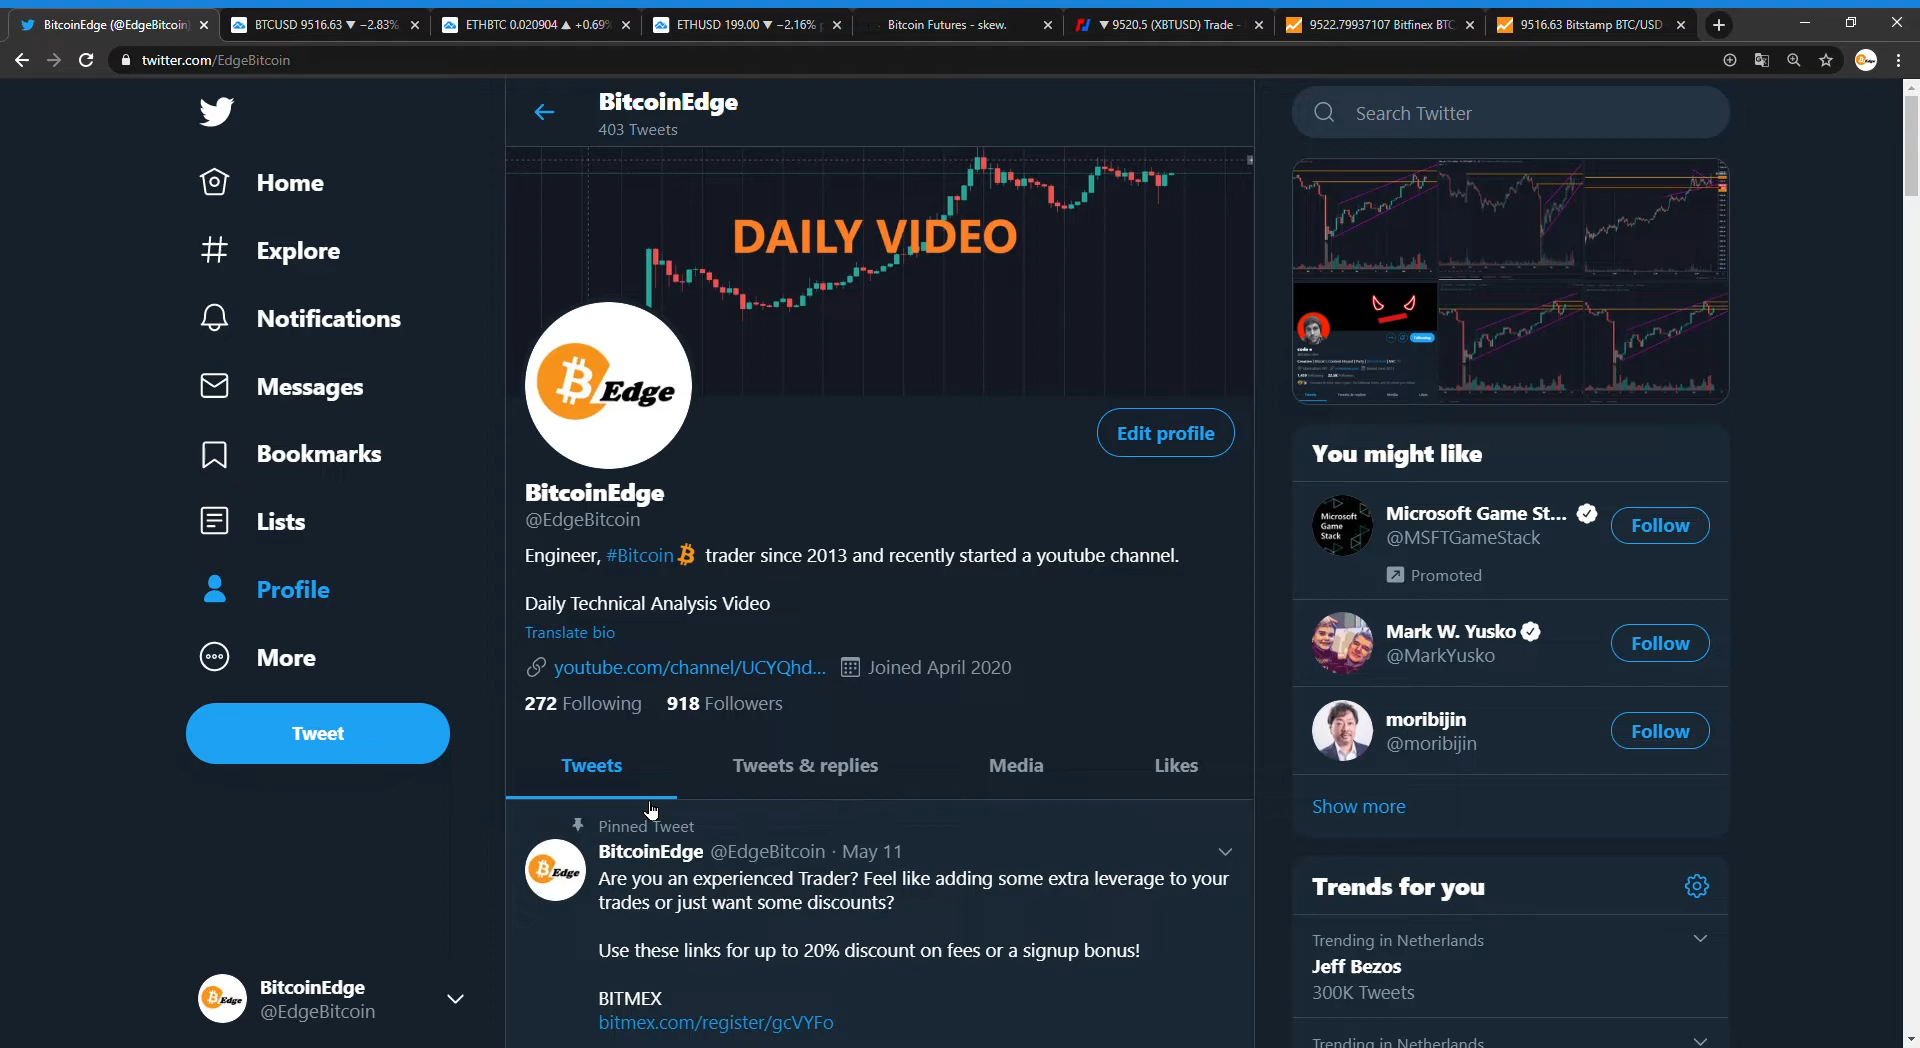 BitcoinEdge (@EdgeBitcoin)
BTCUSD 9516.63 ▼ −2.83%
ETHBTC 0.020904 ▲ +0.69%
ETHUSD 199.00 ▼ −2.16%
Bitcoin Futures - skew.
▼ 9520.5 (XBTUSD) Trade -
9522.79937107 Bitfinex BTC
9516.63 Bitstamp BTC/USD
twitter.com/EdgeBitcoin
Home
Explore
Notifications
Messages
Bookmarks
Lists
Profile
More
Tweet
BitcoinEdge
@EdgeBitcoin
BitcoinEdge
403 Tweets
DAILY VIDEO
Edge
Edit profile
BitcoinEdge
@EdgeBitcoin
Engineer, #Bitcoin trader since 2013 and recently started a youtube channel.
Daily Technical Analysis Video
Translate bio
youtube.com/channel/UCYQhd... Joined April 2020
272 Following 918 Followers
Tweets Tweets & replies Media Likes
Pinned Tweet
BitcoinEdge @EdgeBitcoin · May 11
Edge
Are you an experienced Trader? Feel like adding some extra leverage to your
trades or just want some discounts?
Use these links for up to 20% discount on fees or a signup bonus!
BITMEX
bitmex.com/register/gcVYFo
Search Twitter
You might like
Microsoft Game Stack
Microsoft Game St...
@MSFTGameStack
Follow
Promoted
Mark W. Yusko
@MarkYusko
Follow
moribijin
@moribijin
Follow
Show more
Trends for you
Trending in Netherlands
Jeff Bezos
300K Tweets
Trending in Netherlands